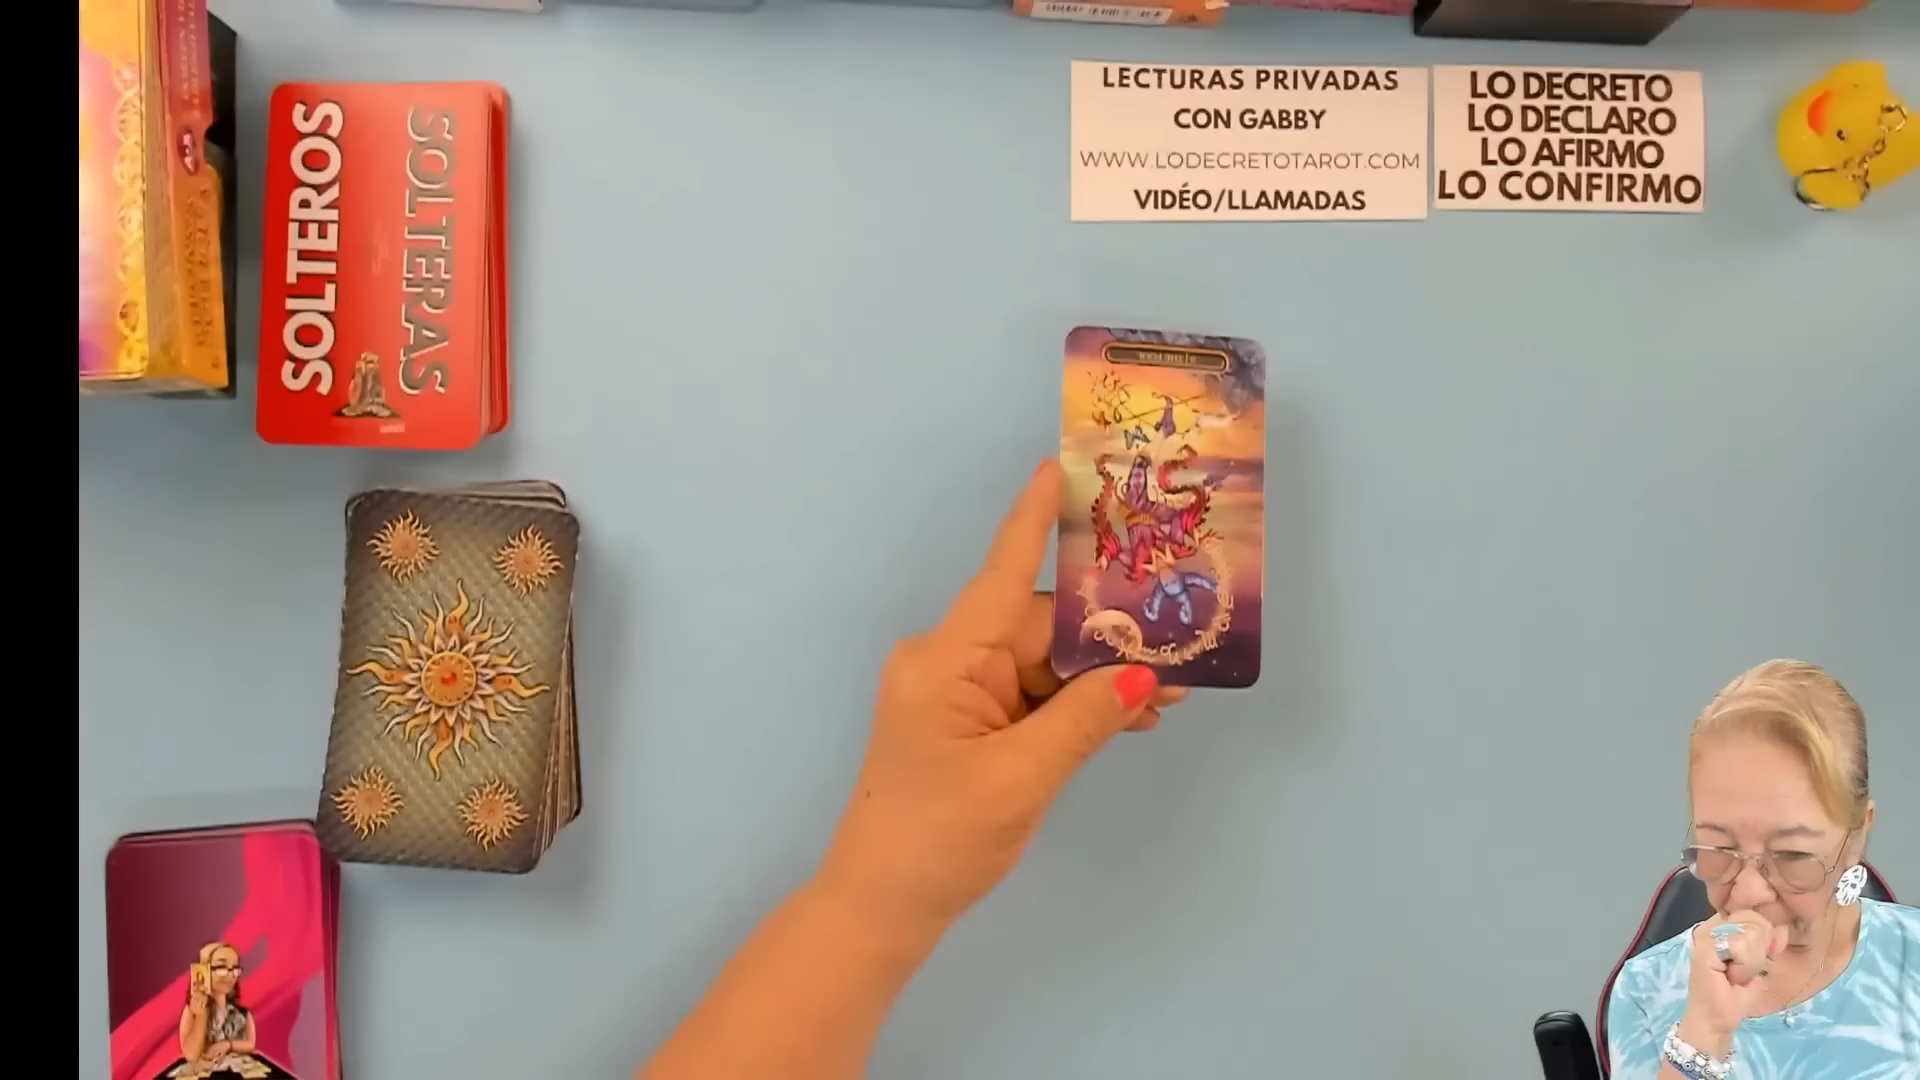 LECTURAS PRIVADAS
CON GABBY
WWW.LODECRETOTAROT.COM
VIDÉO/LLAMADAS
LO DECRETO
LO DECLARO
LO AFIRMO
LO CONFIRMO
SOLTEROS
SOLTERAS